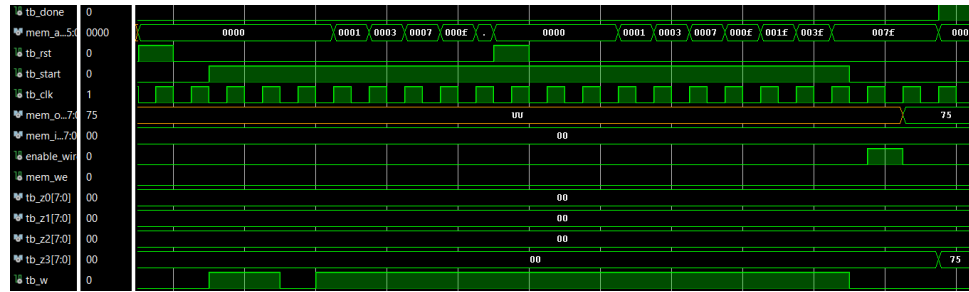 tb_done 0
mem_a...5:0 0000 0000 0001 0003 0007 000f . 0000 0001 0003 0007 000f 001f 003f 007f 000
tb_rst 0
tb_start 0
tb_clk 1
mem_o...7:0 75 UU 75
mem_i...7:0 00 00
enable_wir 0
mem_we 0
tb_z0[7:0] 00 00
tb_z1[7:0] 00 00
tb_z2[7:0] 00 00
tb_z3[7:0] 00 00 75
tb_w 0